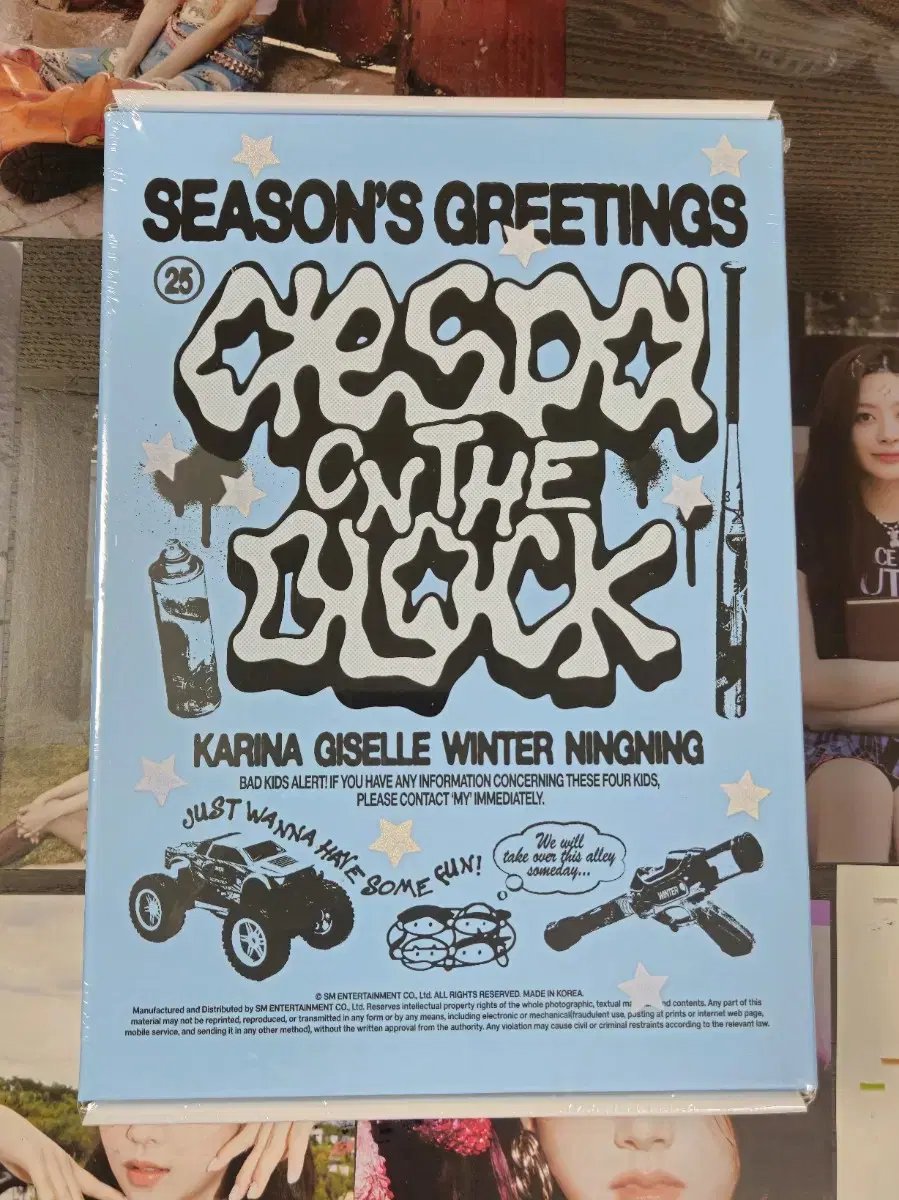 SEASON'S GREETINGS
25
aespa
ON THE
BLOCK
KARINA GISELLE WINTER NINGNING
BAD KIDS ALERT! IF YOU HAVE ANY INFORMATION CONCERNING THESE FOUR KIDS,
PLEASE CONTACT 'MY' IMMEDIATELY.
JUST WANNA HAVE SOME FUN!
We will
take over this alley
someday...
WINTER
© SM ENTERTAINMENT CO., Ltd. ALL RIGHTS RESERVED. MADE IN KOREA.
Manufactured and Distributed by SM ENTERTAINMENT CO., Ltd. Reserves intellectual property rights of the whole photographic, textual nd contents. Any part of this
material may not be reprinted, reproduced, or transmitted in any form or by any means, including electronic or mechanical(fraudulent use, posting at prints or internet web page,
mobile service, and sending it in any other method), without the written approval from the authority. Any violation may cause civil or criminal restraints according to the relevant law.